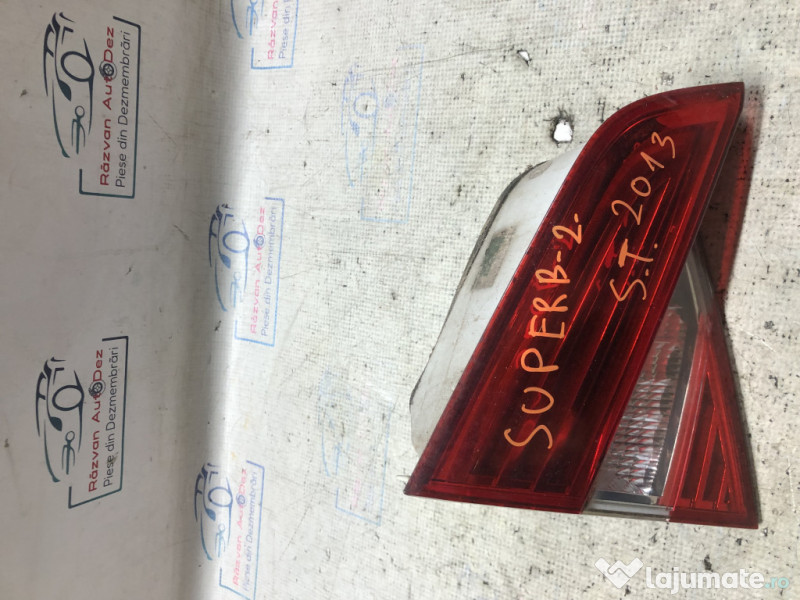 Răzvan AutoDez
Piese din Dezmembrări
Răzvan AutoDez
Piese din Dezmembrări
Răzvan AutoDez
Piese din Dezmembrări
Răzvan AutoDez
Piese din Dezmembrări
SUPERB-2.
S.T. 2013
lajumate.ro